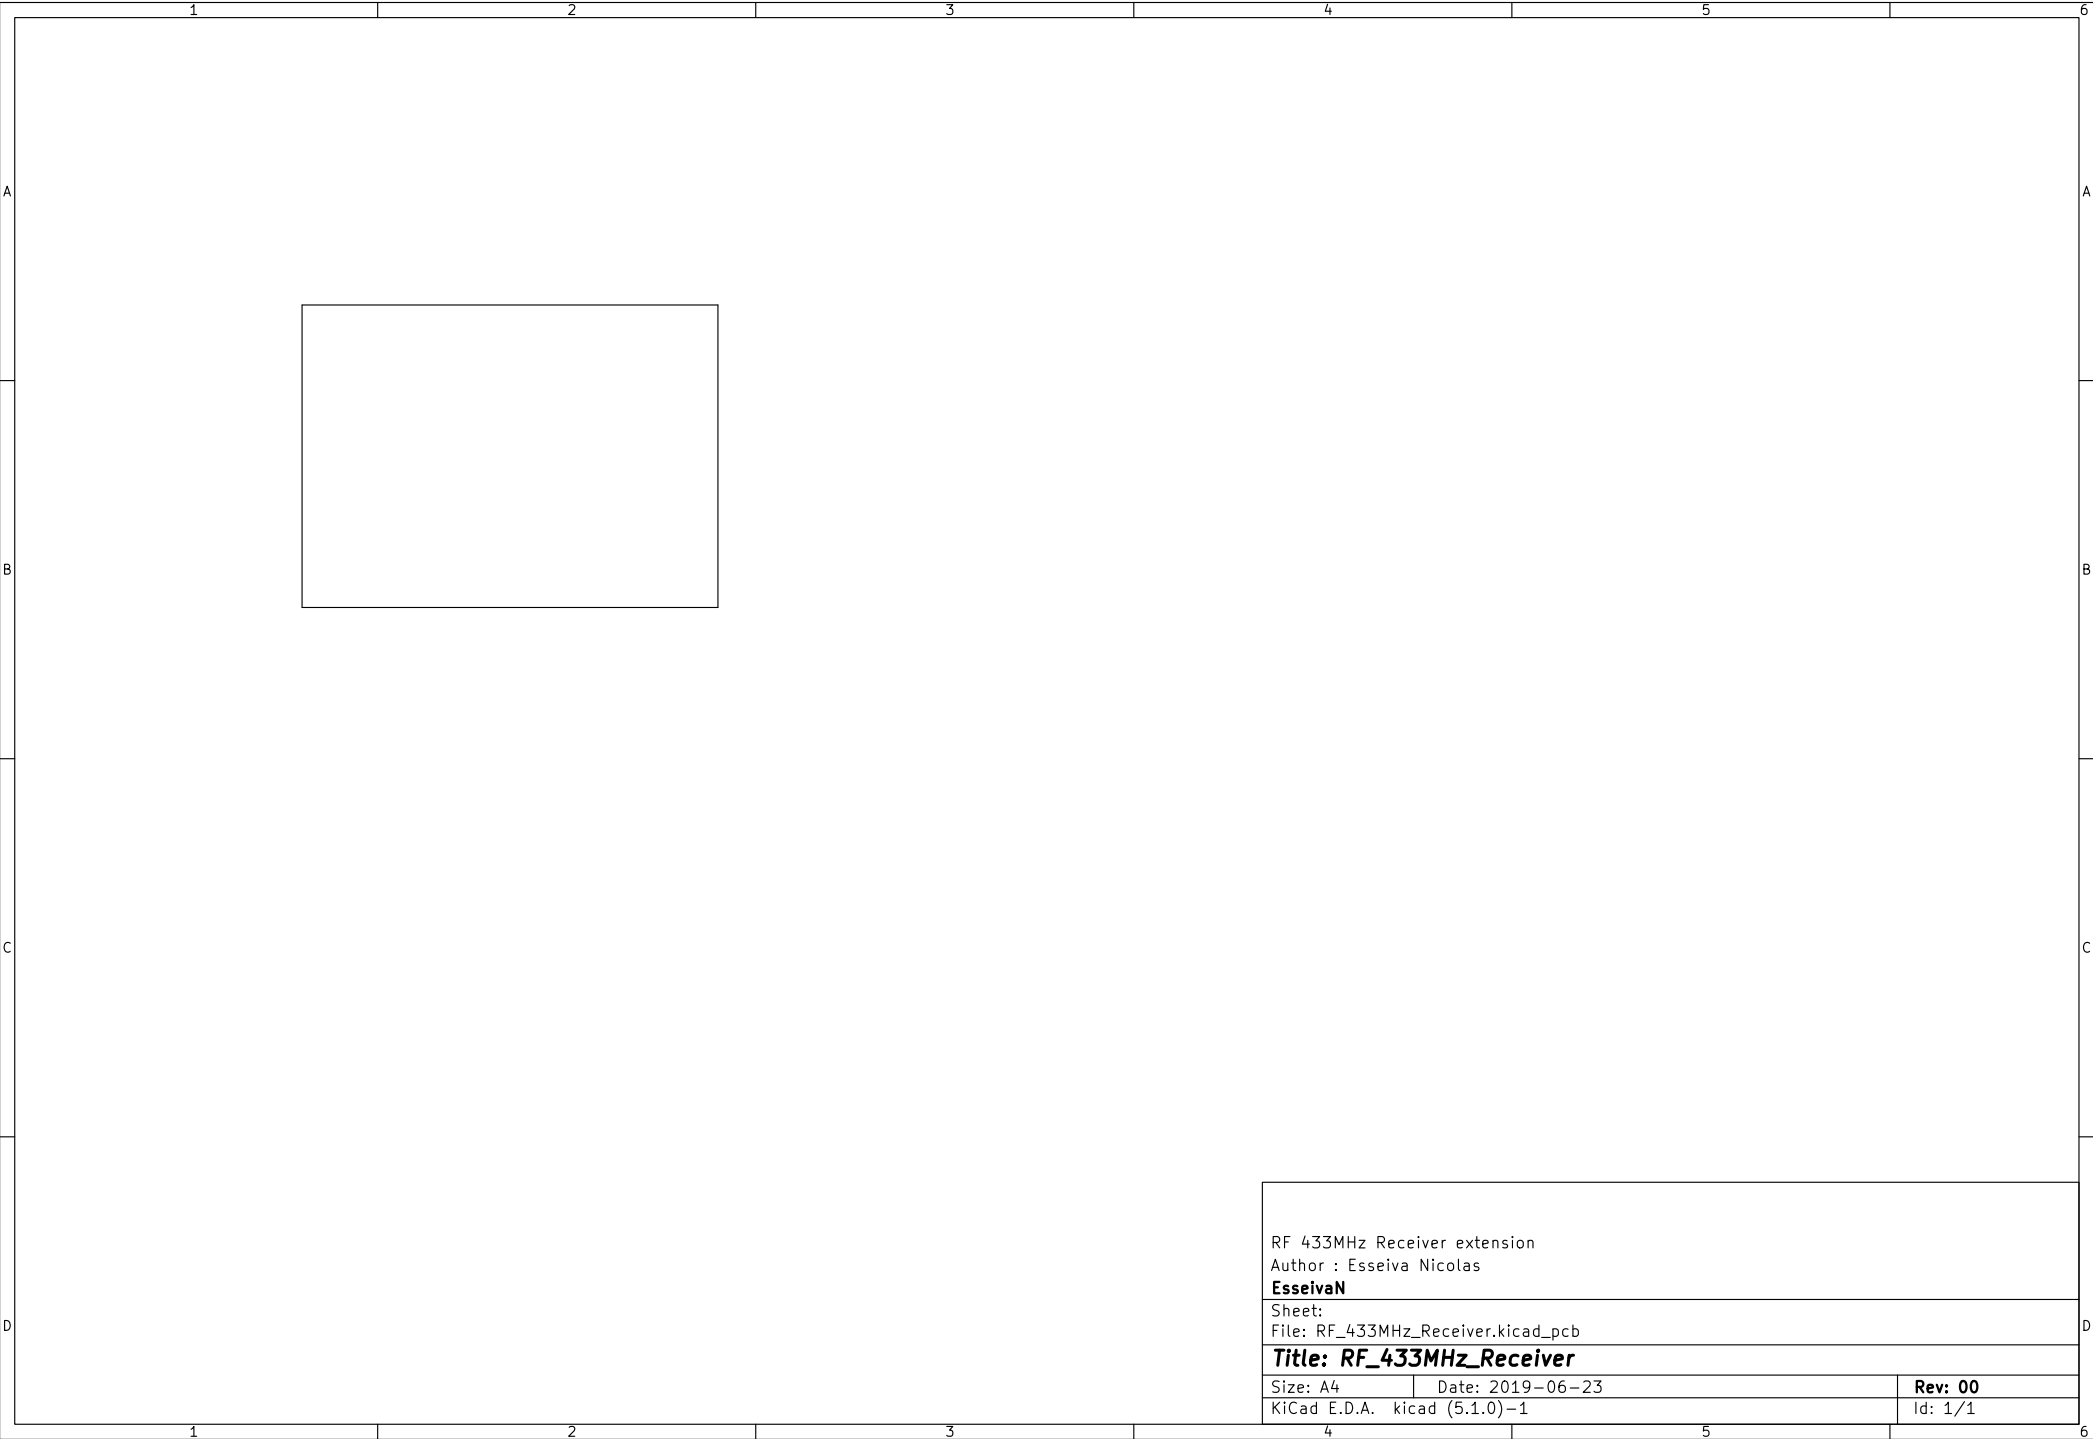 1 2 3 4 5 6
A A
B B
C C
RF 433MHz Receiver extension
Author : Esseiva Nicolas
EsseivaN
Sheet:
File: RF_433MHz_Receiver.kicad_pcb
D D
Title: RF_433MHz_Receiver
Size: A4 Date: 2019-06-23 Rev: 00
KiCad E.D.A. kicad (5.1.0)-1 Id: 1/1
1 2 3 4 5 6